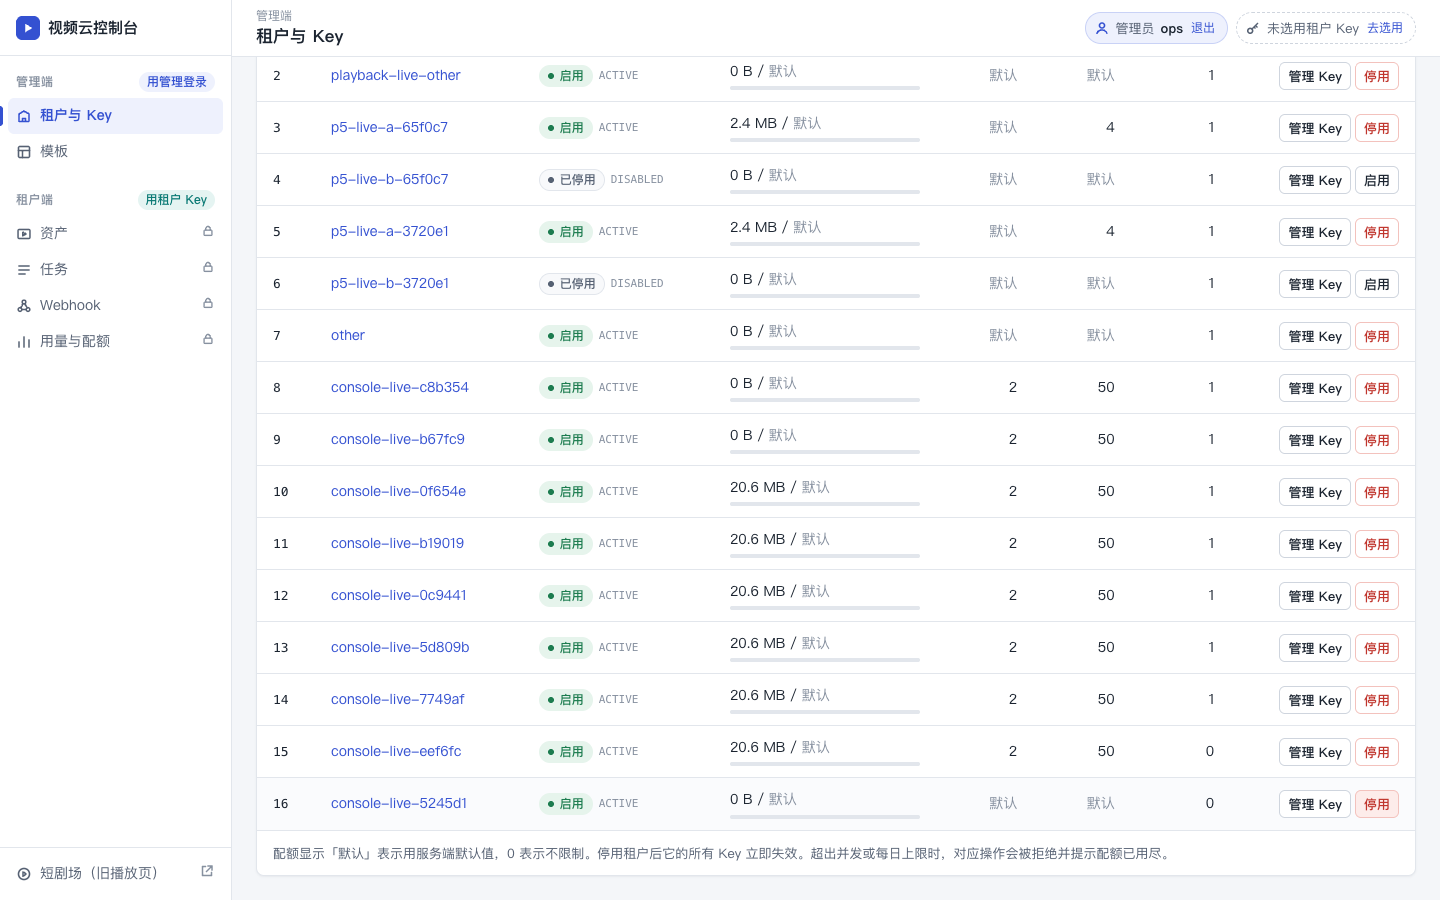 视频云控制台
管理端 用管理登录
租户与 Key
模板
租户端 用租户 Key
资产
任务
Webhook
用量与配额
短剧场（旧播放页）
管理端
租户与 Key
管理员 ops 退出
未选用租户 Key 去选用
2 playback-live-other 启用 ACTIVE 0 B / 默认 默认 默认 1 管理 Key 停用
3 p5-live-a-65f0c7 启用 ACTIVE 2.4 MB / 默认 默认 4 1 管理 Key 停用
4 p5-live-b-65f0c7 已停用 DISABLED 0 B / 默认 默认 默认 1 管理 Key 启用
5 p5-live-a-3720e1 启用 ACTIVE 2.4 MB / 默认 默认 4 1 管理 Key 停用
6 p5-live-b-3720e1 已停用 DISABLED 0 B / 默认 默认 默认 1 管理 Key 启用
7 other 启用 ACTIVE 0 B / 默认 默认 默认 1 管理 Key 停用
8 console-live-c8b354 启用 ACTIVE 0 B / 默认 2 50 1 管理 Key 停用
9 console-live-b67fc9 启用 ACTIVE 0 B / 默认 2 50 1 管理 Key 停用
10 console-live-0f654e 启用 ACTIVE 20.6 MB / 默认 2 50 1 管理 Key 停用
11 console-live-b19019 启用 ACTIVE 20.6 MB / 默认 2 50 1 管理 Key 停用
12 console-live-0c9441 启用 ACTIVE 20.6 MB / 默认 2 50 1 管理 Key 停用
13 console-live-5d809b 启用 ACTIVE 20.6 MB / 默认 2 50 1 管理 Key 停用
14 console-live-7749af 启用 ACTIVE 20.6 MB / 默认 2 50 1 管理 Key 停用
15 console-live-eef6fc 启用 ACTIVE 20.6 MB / 默认 2 50 0 管理 Key 停用
16 console-live-5245d1 启用 ACTIVE 0 B / 默认 默认 默认 0 管理 Key 停用
配额显示「默认」表示用服务端默认值，0 表示不限制。停用租户后它的所有 Key 立即失效。超出并发或每日上限时，对应操作会被拒绝并提示配额已用尽。